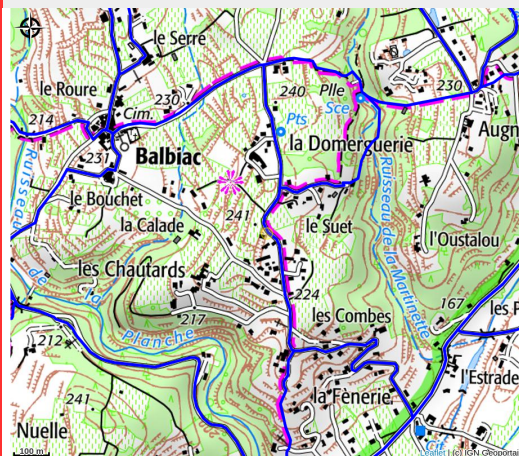 le Serre
le Roure
240
Plle
230
230
Sce
214
Cim.
Pts
Augn
la Domerguerie
231
Balbiac
Ruisseau
le Bouchet
241
la Calade
le Suet
l'Oustalou
Ruisseau de la Martinette
les Chautards
de la
224
167
217
les Combes
les F
Planche
212
l'Estrade
241
la Fènerie
Nuelle
Cit
100 m
Leaflet | (c) IGN Geoportai